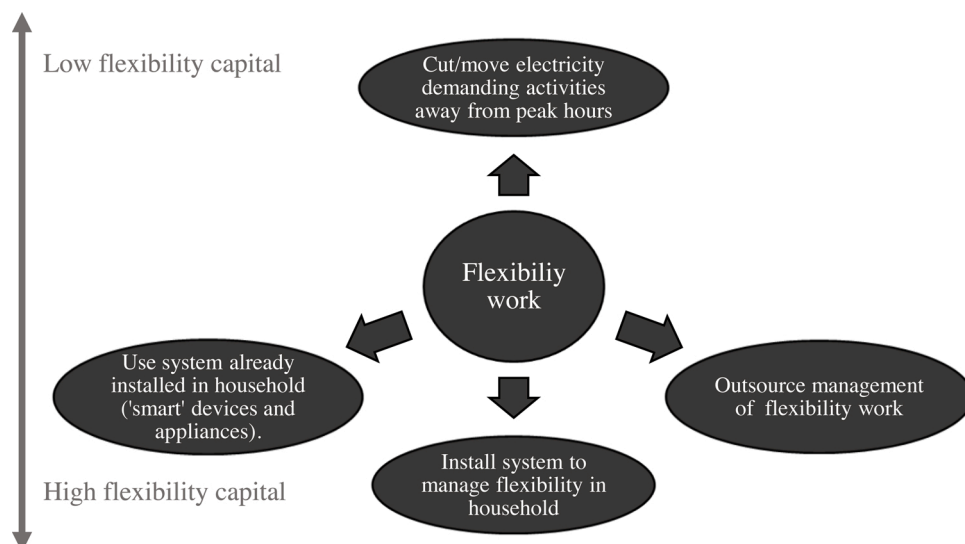 Low flexibility capital
Cut/move electricity
demanding activities
away from peak hours
Flexibiliy
work
Use system already
installed in household
('smart' devices and
appliances).
Outsource management
of flexibility work
Install system to
manage flexibility in
household
High flexibility capital